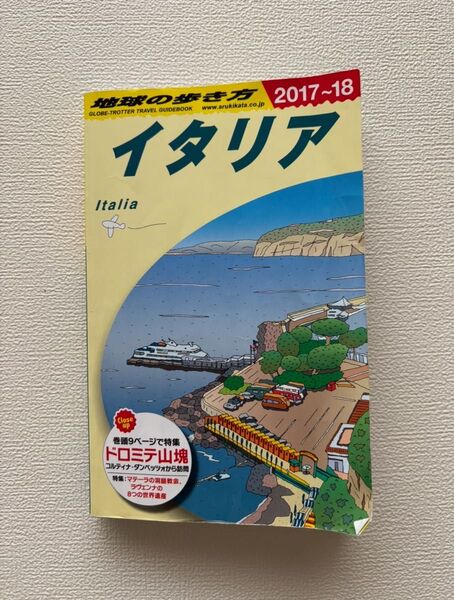 地球の歩き方
GLOBE-TROTTER TRAVEL GUIDEBOOK
www.arukikata.co.jp
2017~18
イタリア
Italia
Close up
巻頭9ページで特集
ドロミテ山塊
コルティナ・ダンペッツォから訪問
特集:マテーラの洞窟教会、
ラヴェンナの
8つの世界遺産